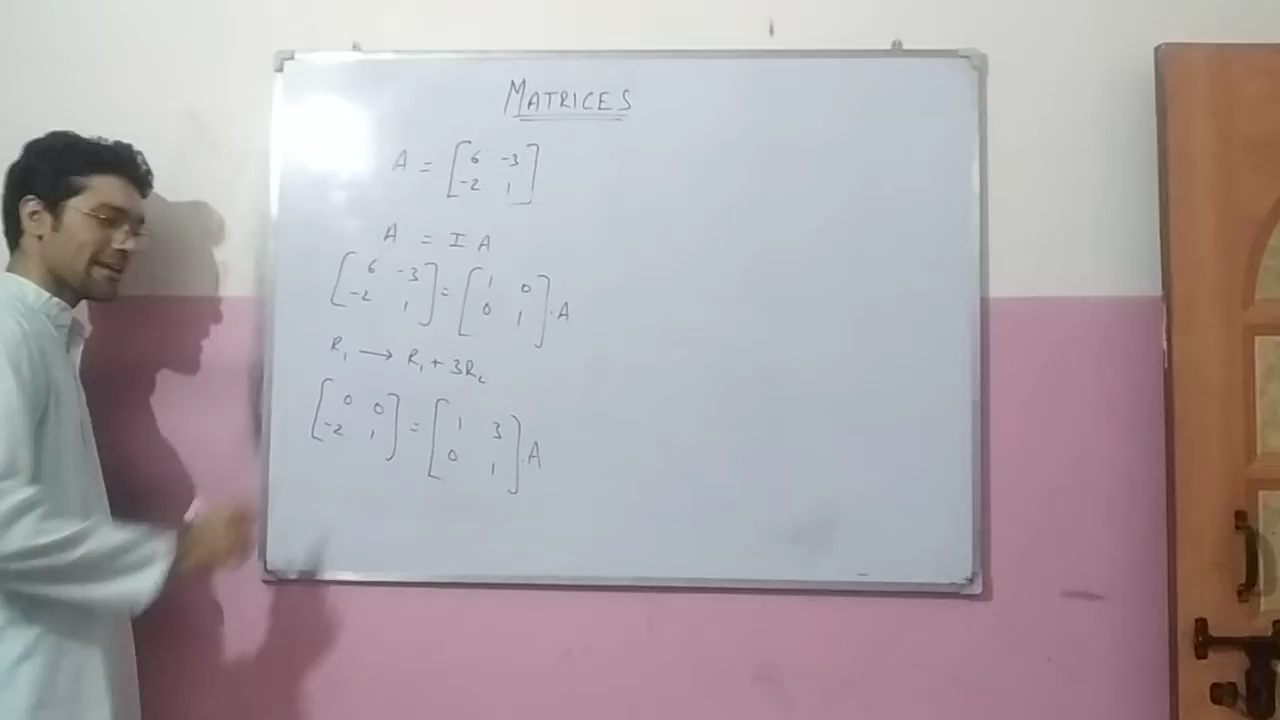 MATRICES
A = [ 6 -3
-2 1 ]
A = I A
[ 6 -3 = [ 1 0
-2 1 ] 0 1 ] . A
R₁ → R₁ + 3R₂
[ 0 0 = [ 1 3
-2 1 ] 0 1 ] . A